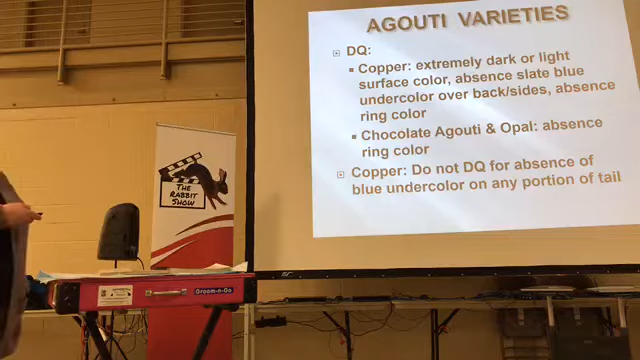 AGOUTI VARIETIES
DQ:
Copper: extremely dark or light
surface color, absence slate blue
undercolor over back/sides, absence
ring color
Chocolate Agouti & Opal: absence
ring color
Copper: Do not DQ for absence of
blue undercolor on any portion of tail
THE
RABBIT
SHOW
Groom-n-Go